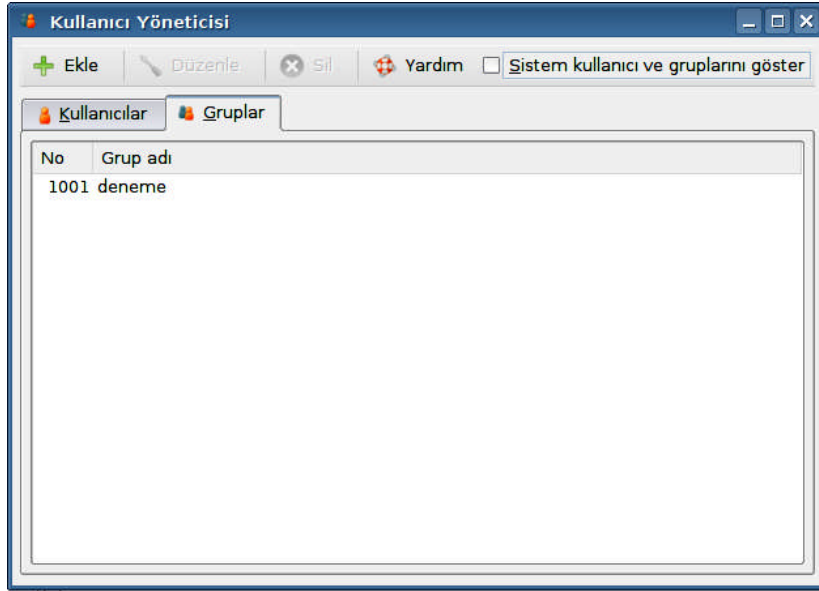 Kullanıcı Yöneticisi
Ekle Düzenle Sil Yardım Sistem kullanıcı ve gruplarını göster
Kullanıcılar Gruplar
No Grup adı
1001 deneme